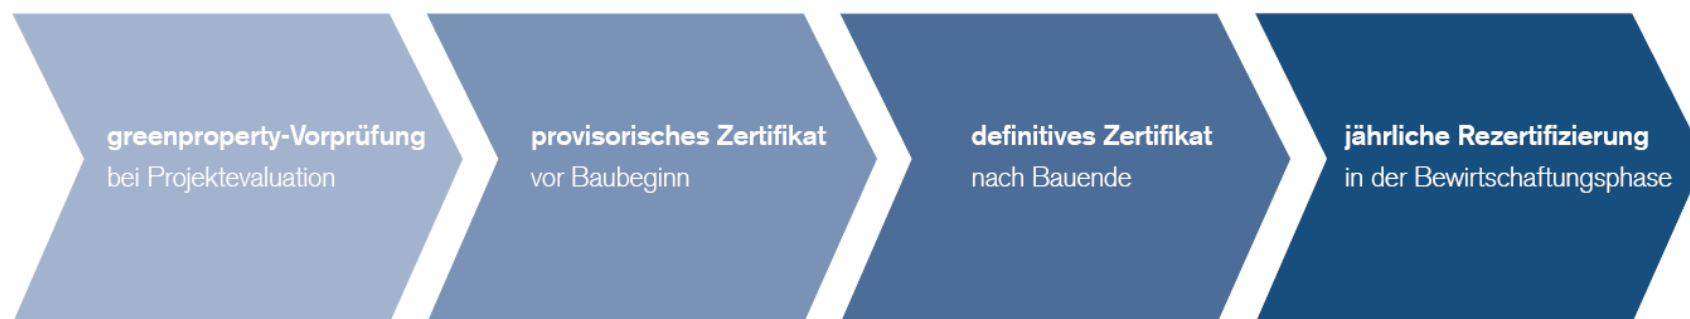 greenproperty-Vorprüfung
bei Projektevaluation
provisorisches Zertifikat
vor Baubeginn
definitives Zertifikat
nach Bauende
jährliche Rezertifizierung
in der Bewirtschaftungsphase